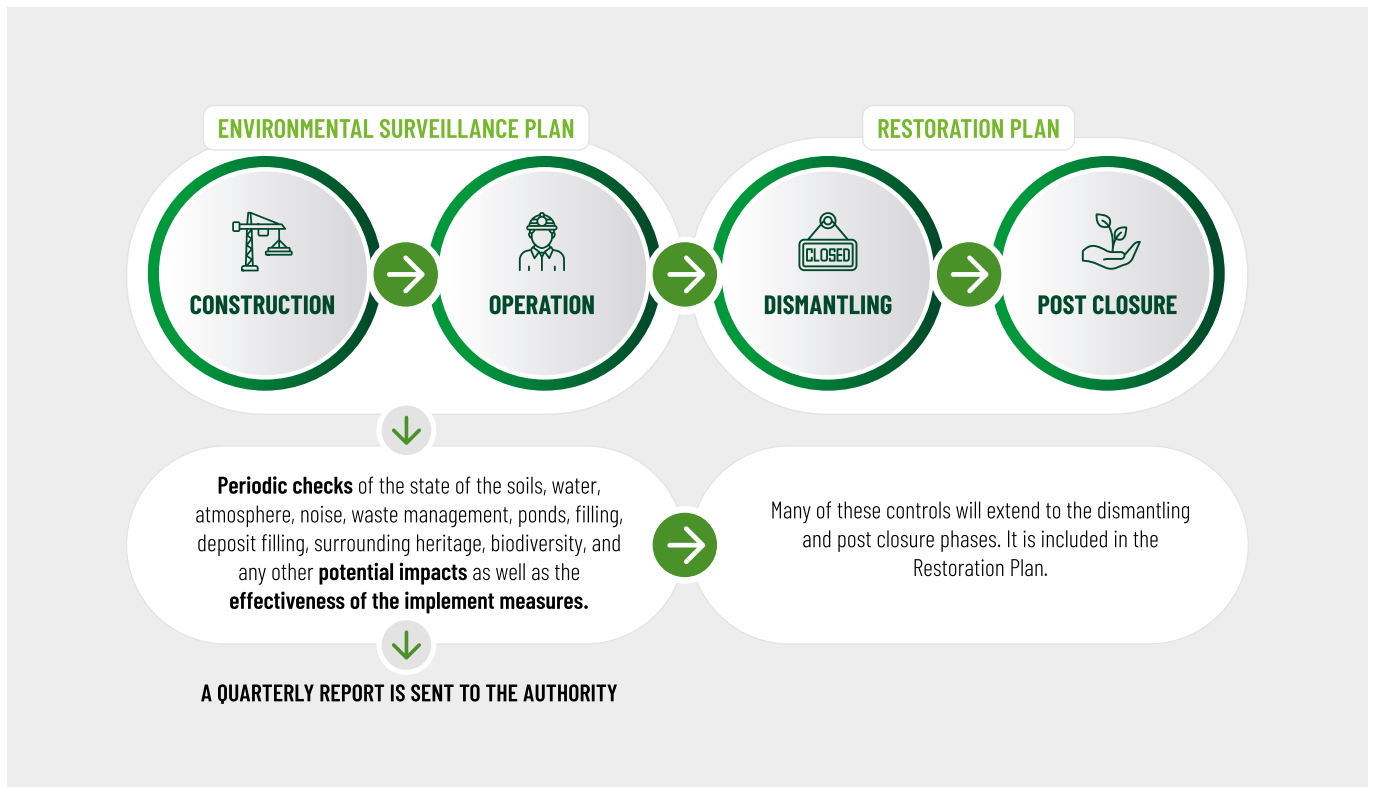 ENVIRONMENTAL SURVEILLANCE PLAN
RESTORATION PLAN
CONSTRUCTION
OPERATION
CLOSED
DISMANTLING
POST CLOSURE
Periodic checks of the state of the soils, water,
atmosphere, noise, waste management, ponds, filling,
deposit filling, surrounding heritage, biodiversity, and
any other potential impacts as well as the
effectiveness of the implement measures.
Many of these controls will extend to the dismantling
and post closure phases. It is included in the
Restoration Plan.
A QUARTERLY REPORT IS SENT TO THE AUTHORITY